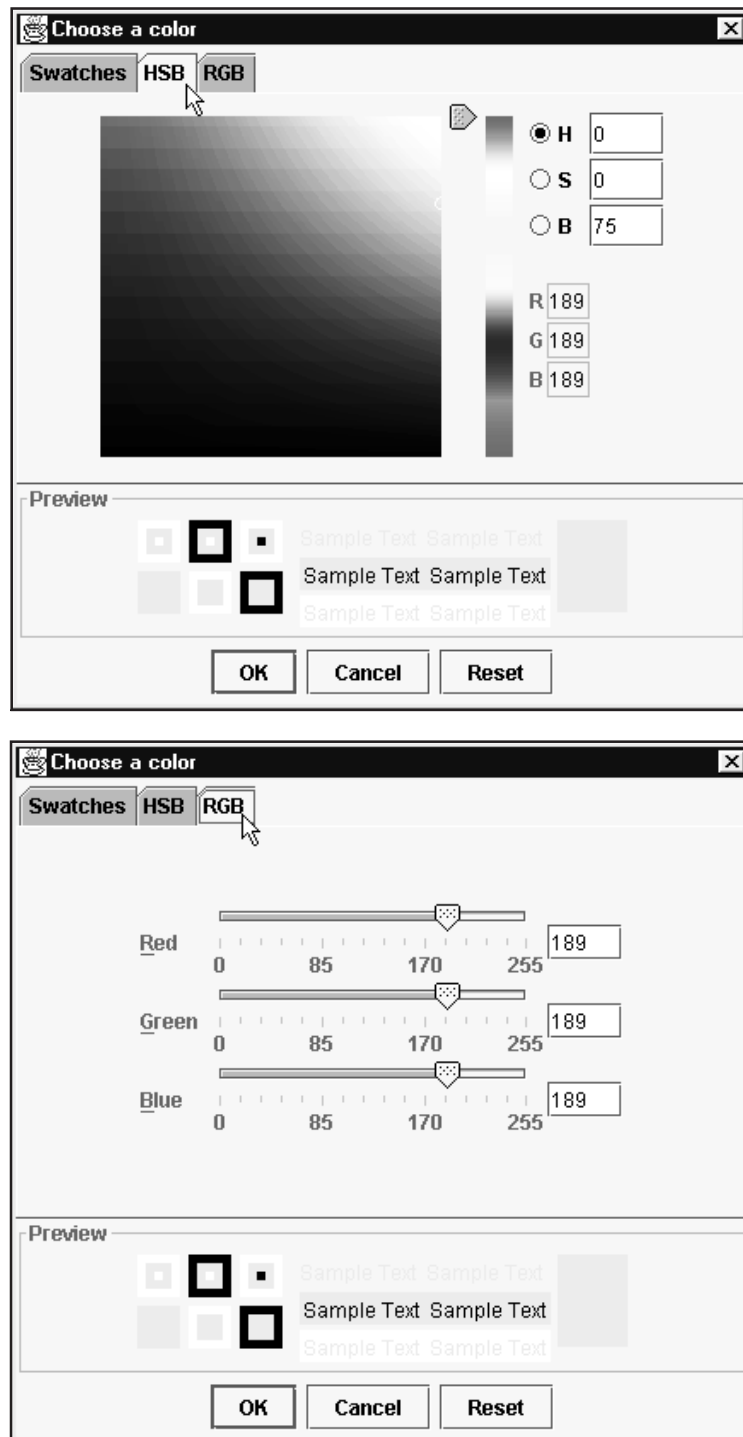 Choose a color
Swatches HSB RGB
H 0
S 0
B 75
R 189
G 189
B 189
Preview
Sample Text Sample Text
Sample Text Sample Text
Sample Text Sample Text
OK Cancel Reset
Choose a color
Swatches HSB RGB
Red 189
0 85 170 255
Green 189
0 85 170 255
Blue 189
0 85 170 255
Preview
Sample Text Sample Text
Sample Text Sample Text
Sample Text Sample Text
OK Cancel Reset